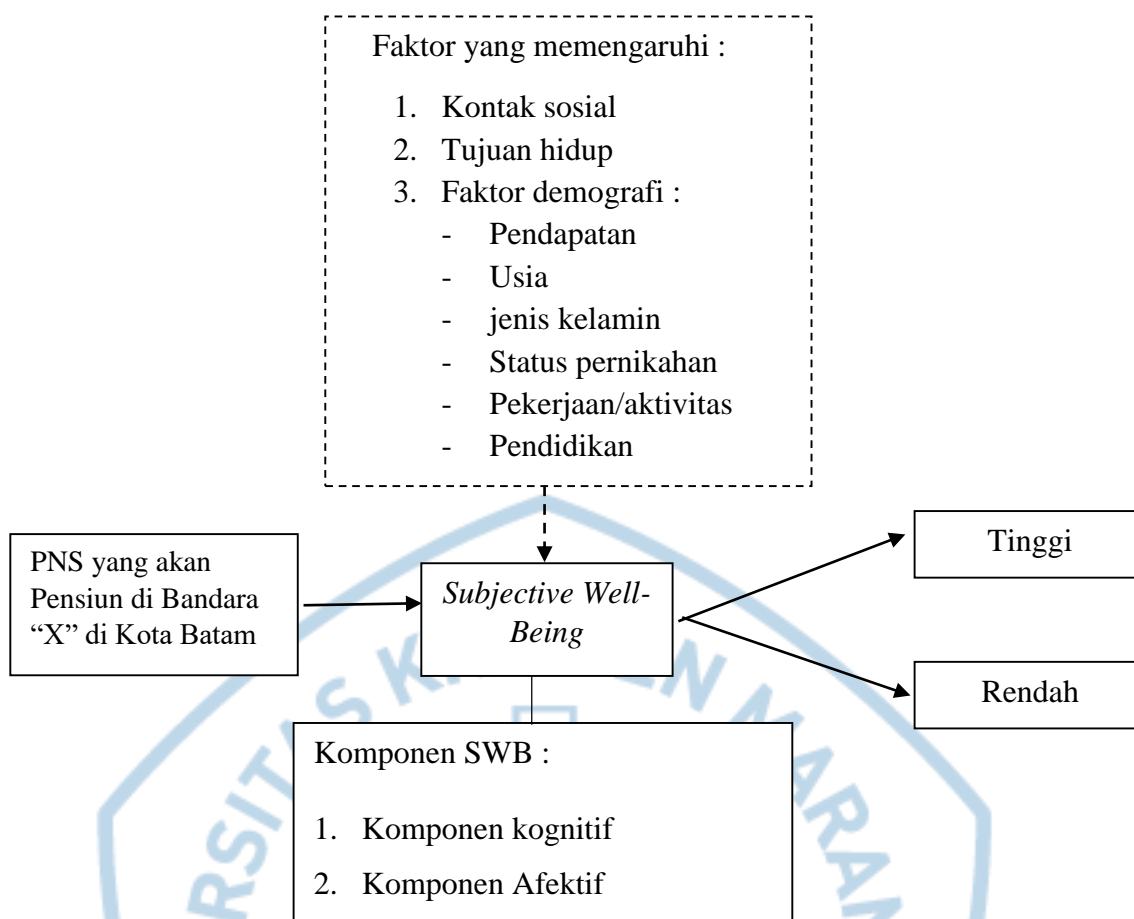 Faktor yang memengaruhi :
1. Kontak sosial
2. Tujuan hidup
3. Faktor demografi :
- Pendapatan
- Usia
- jenis kelamin
- Status pernikahan
- Pekerjaan/aktivitas
- Pendidikan
PNS yang akan
Pensiun di Bandara
“X” di Kota Batam
Subjective Well-
Being
Tinggi
Rendah
Komponen SWB :
1. Komponen kognitif
2. Komponen Afektif